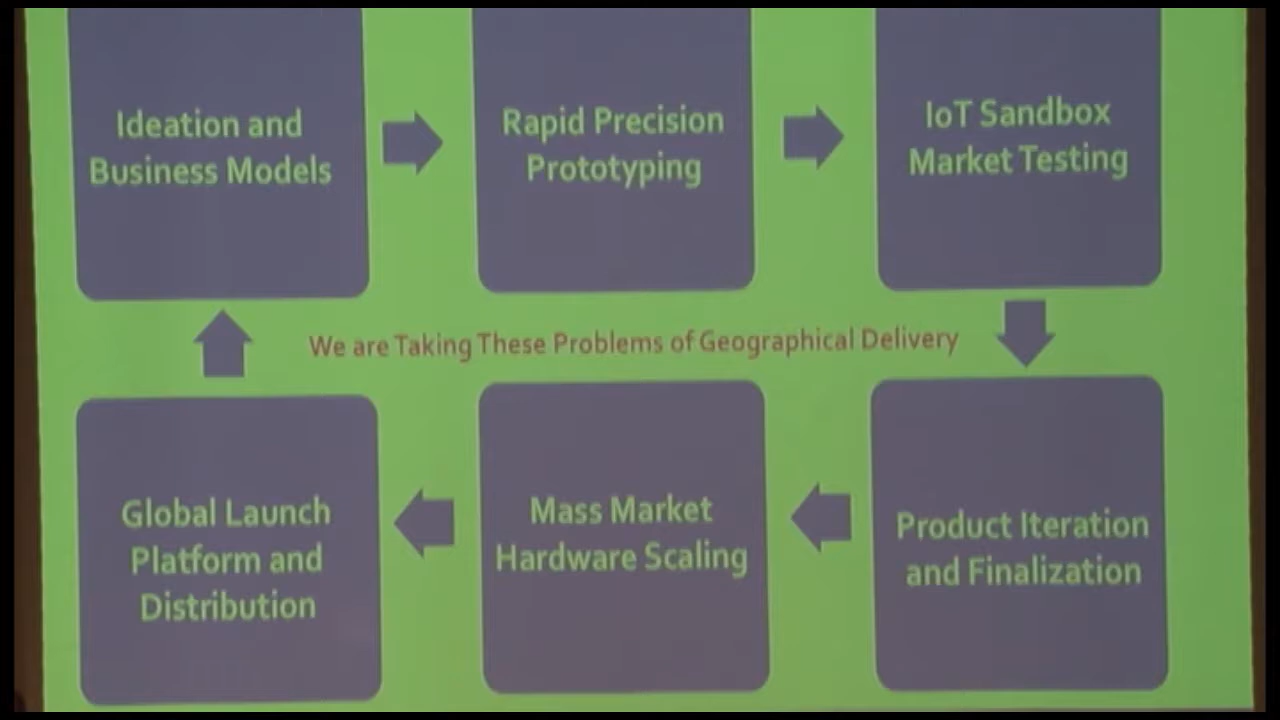 Ideation and
Business Models
Rapid Precision
Prototyping
IoT Sandbox
Market Testing
We are Taking These Problems of Geographical Delivery
Global Launch
Platform and
Distribution
Mass Market
Hardware Scaling
Product Iteration
and Finalization